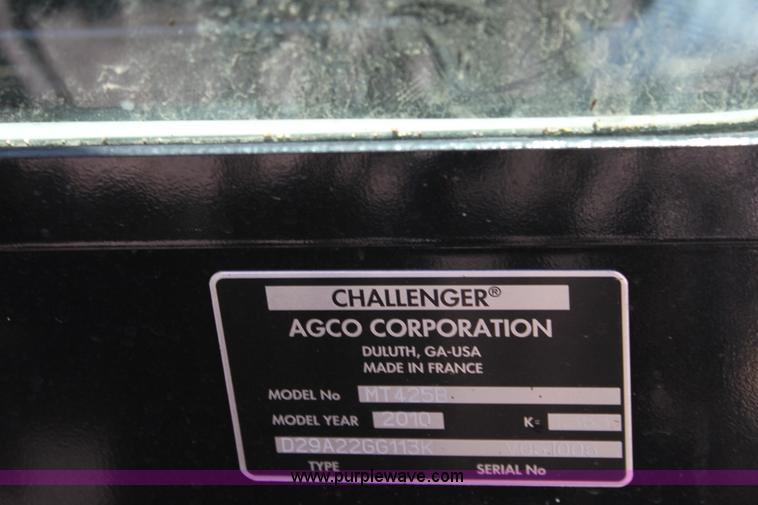 CHALLENGER®
AGCO CORPORATION
DULUTH, GA-USA
MADE IN FRANCE
MODEL No MT425B
MODEL YEAR 2010 K=
D29A22GG113K
TYPE SERIAL No
www.purplewave.com